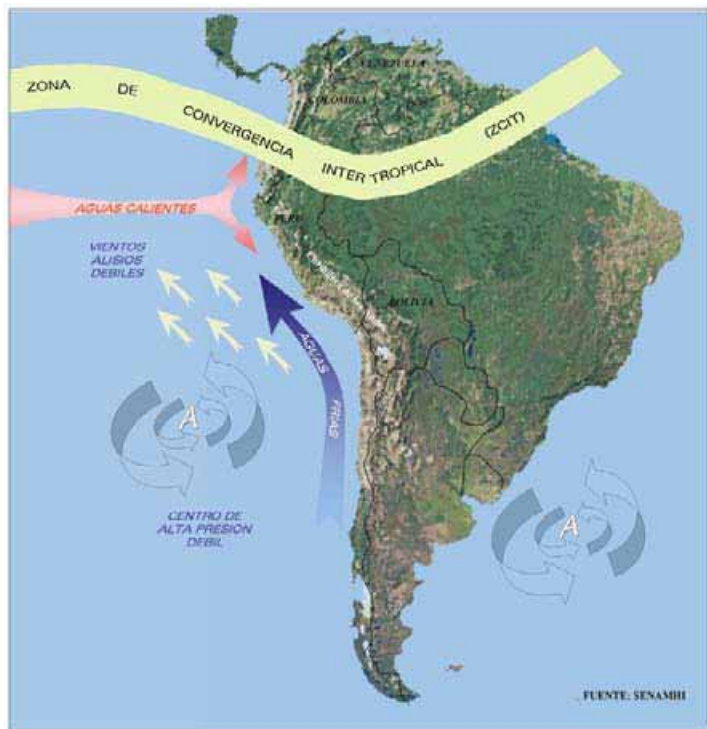 VENEZUELA
COLOMBIA
ZONA DE CONVERGENCIA INTER TROPICAL (ZCIT)
AGUAS CALIENTES
PERU
VIENTOS
ALISIOS
DEBILES
BOLIVIA
AGUAS FRIAS
A
CENTRO DE
ALTA PRESION
DEBIL
A
FUENTE: SENAMHI